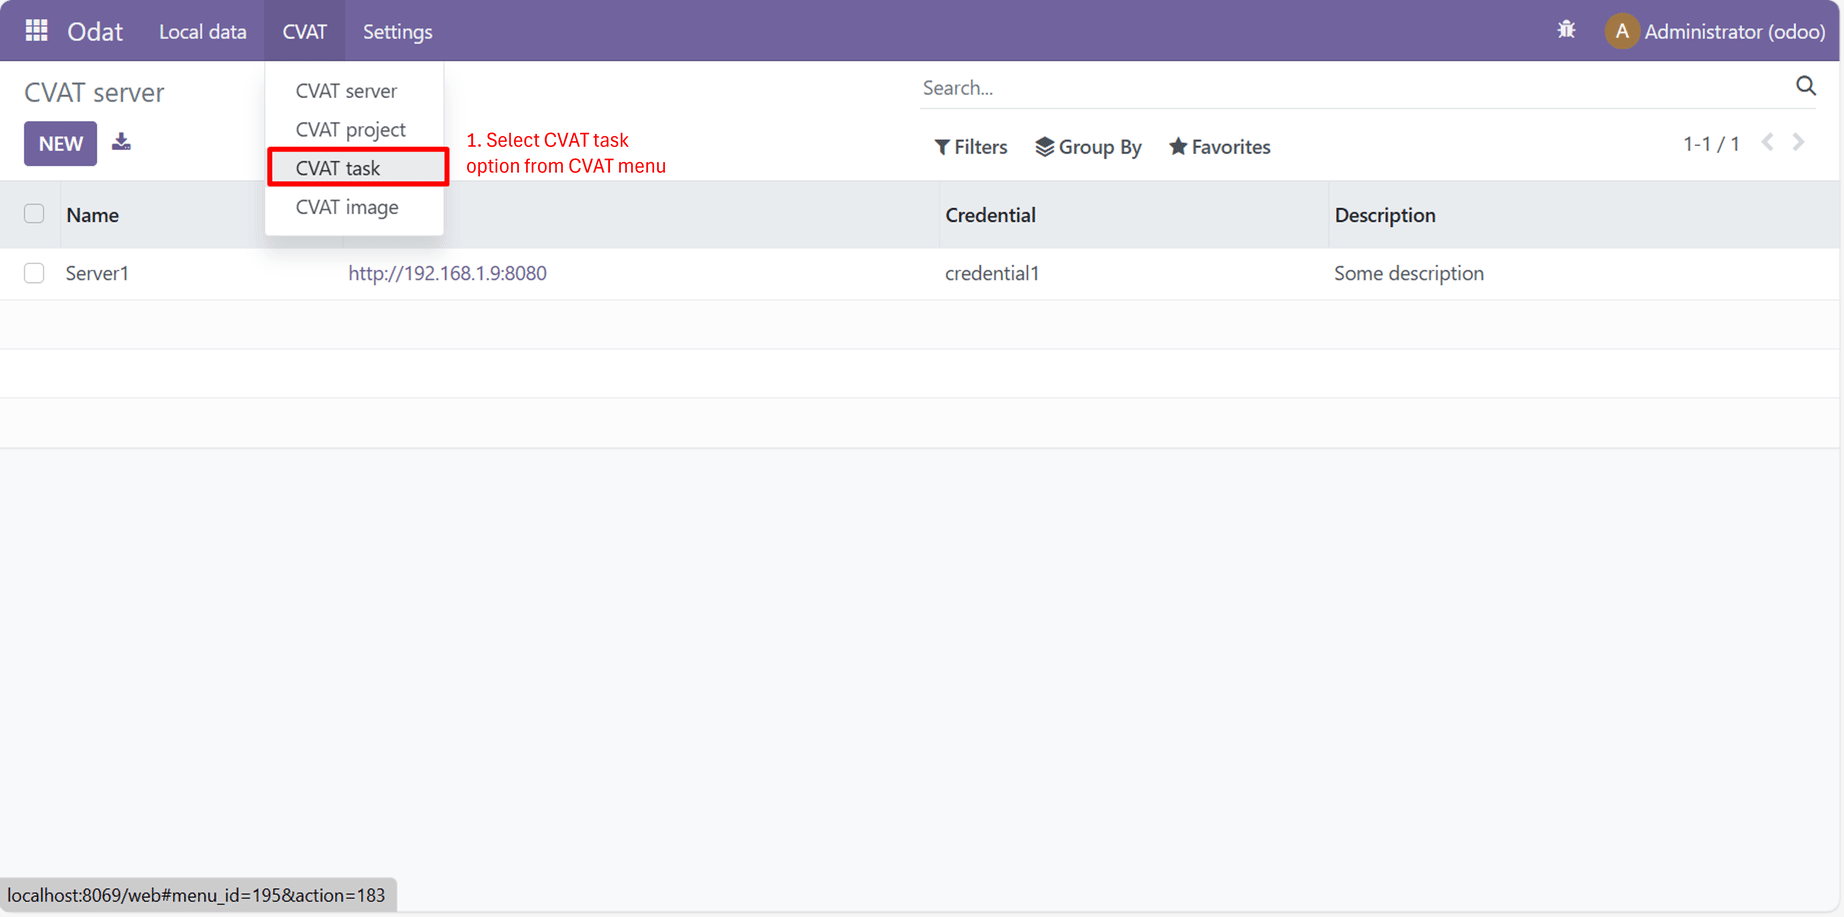 Odat Local data CVAT Settings A Administrator (odoo)
CVAT server
CVAT server
Search...
NEW
CVAT project
CVAT task
CVAT image
1. Select CVAT task
option from CVAT menu
Filters Group By Favorites 1-1 / 1
Name Credential Description
Server1 http://192.168.1.9:8080 credential1 Some description
localhost:8069/web#menu_id=195&action=183